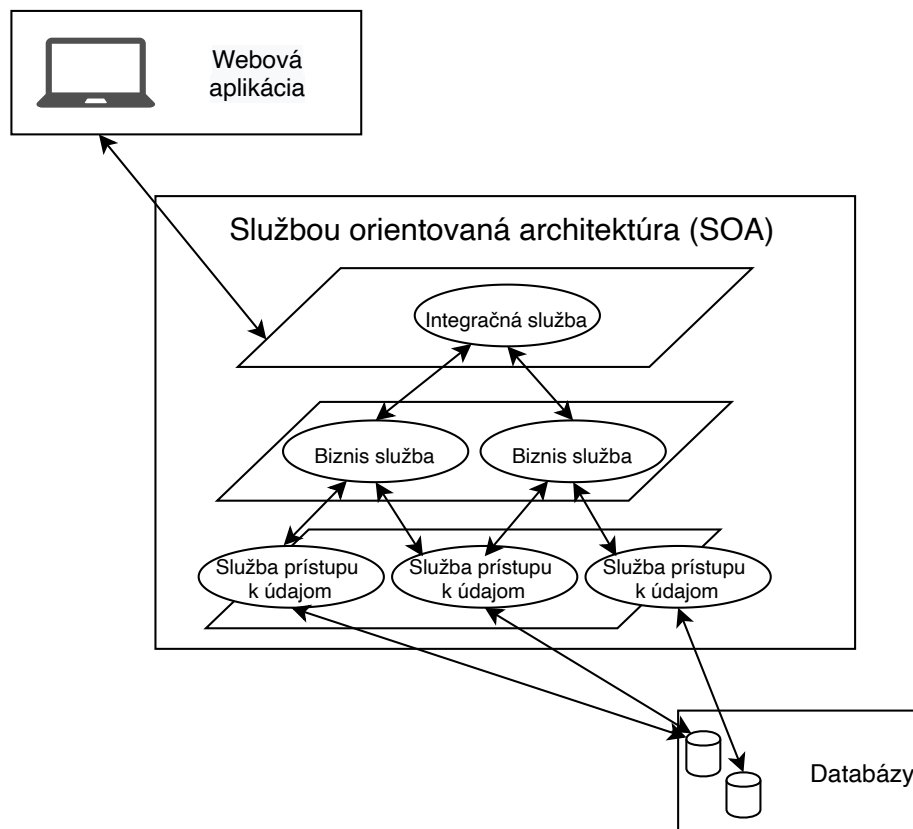 Webová
aplikácia
Službou orientovaná architektúra (SOA)
Integračná služba
Biznis služba
Biznis služba
Služba prístupu
k údajom
Služba prístupu
k údajom
Služba prístupu
k údajom
Databázy